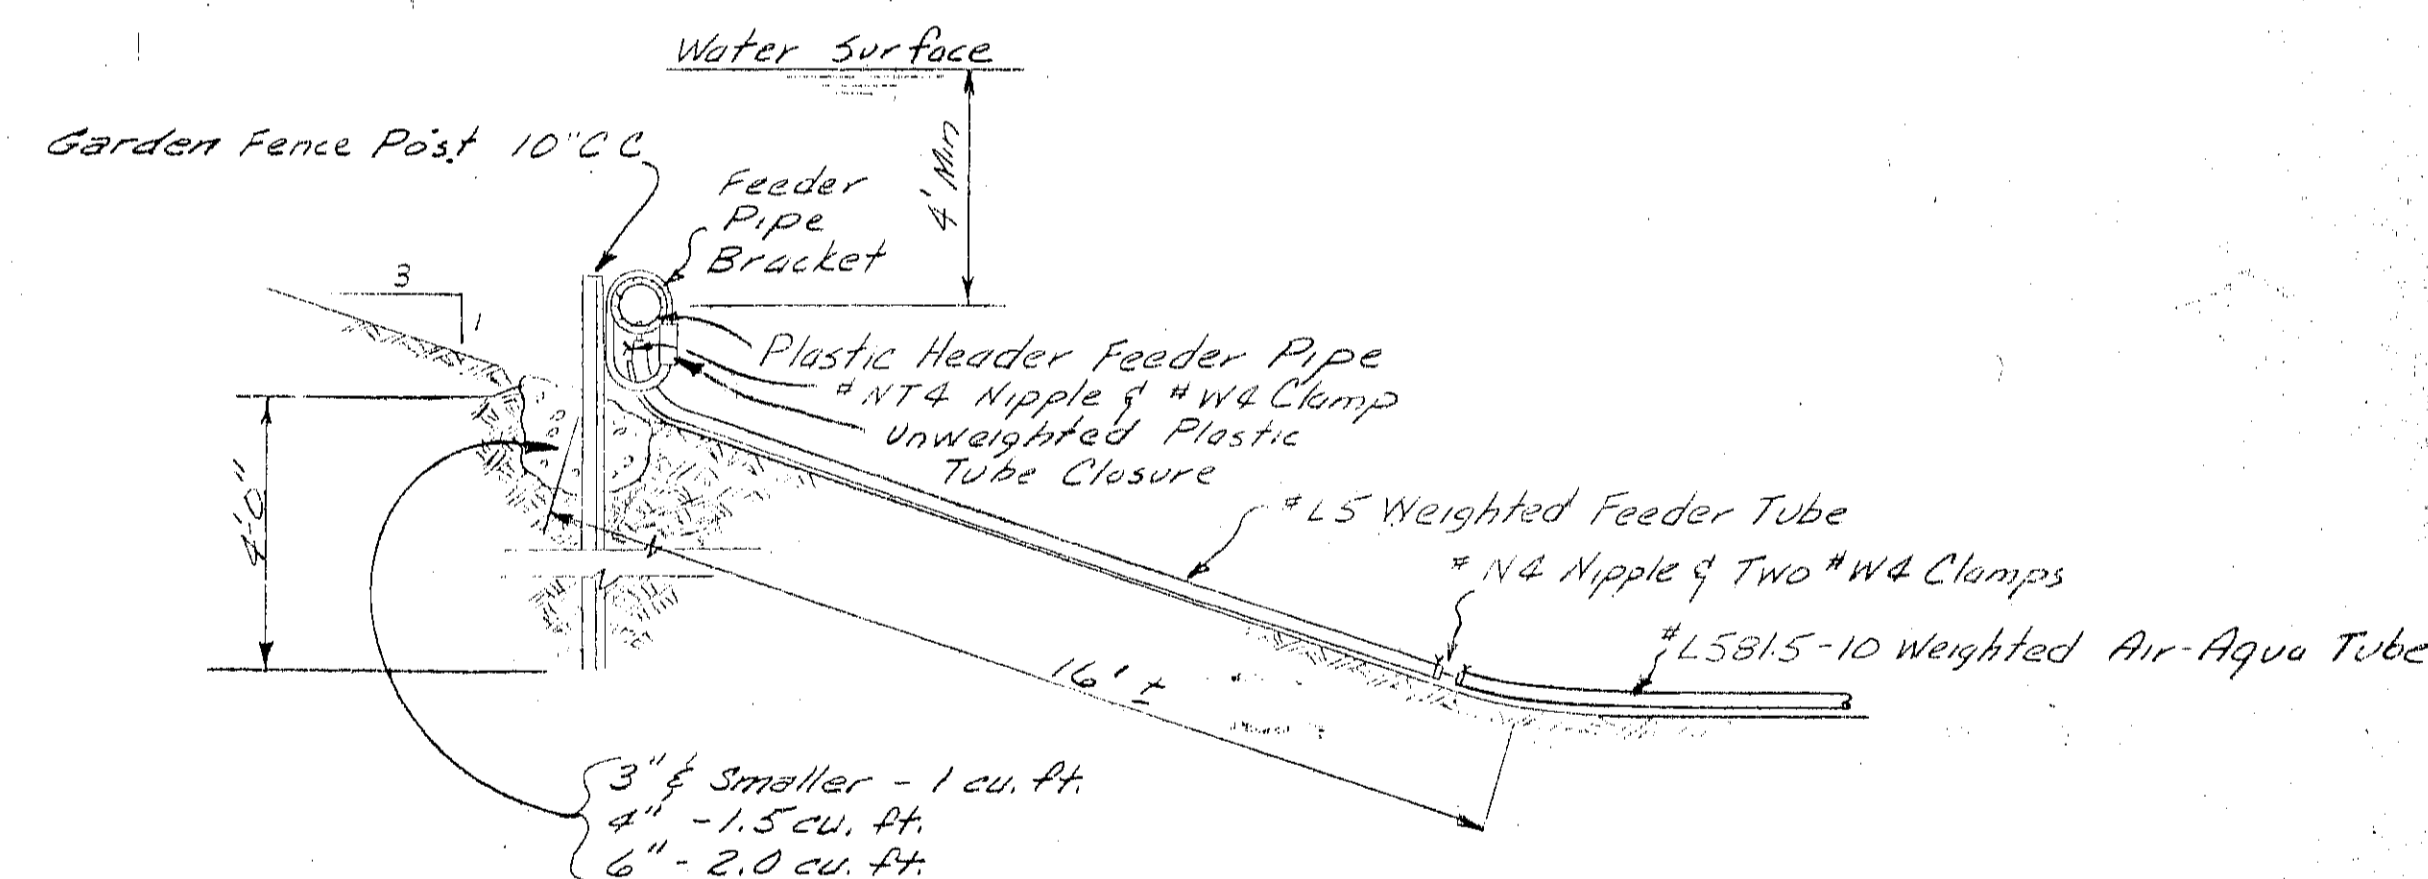 Water Surface
Garden Fence Post 10"CC
4' Min
Feeder
Pipe
Bracket
3
1
Plastic Header Feeder Pipe
#NT4 Nipple & #W4 Clamp
Unweighted Plastic
Tube Closure
4'-0"
#L5 Weighted Feeder Tube
#N4 Nipple & Two #W4 Clamps
#L581.5-10 Weighted Air-Aqua Tube
16' ±
3" & Smaller - 1 cu. ft.
4" - 1.5 cu. ft.
6" - 2.0 cu. ft.